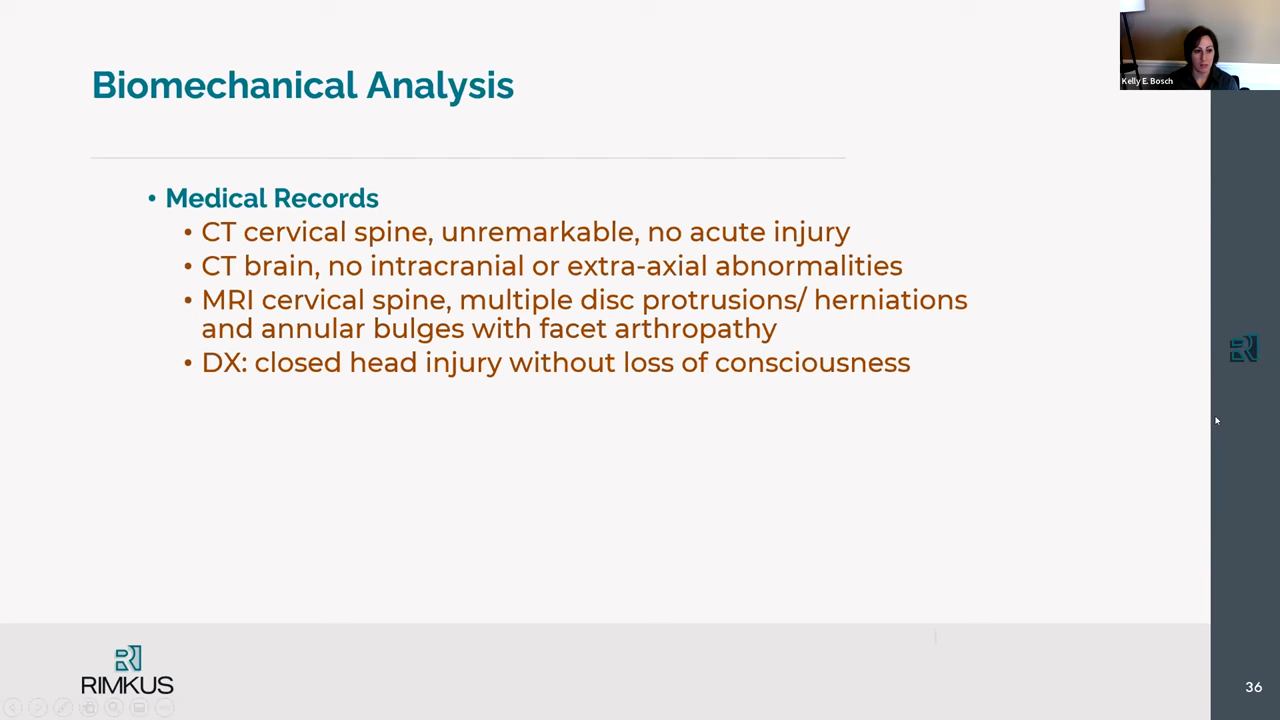 Kelly E. Bosch
Biomechanical Analysis
• Medical Records
• CT cervical spine, unremarkable, no acute injury
• CT brain, no intracranial or extra-axial abnormalities
• MRI cervical spine, multiple disc protrusions/ herniations
and annular bulges with facet arthropathy
• DX: closed head injury without loss of consciousness
RIMKUS
36